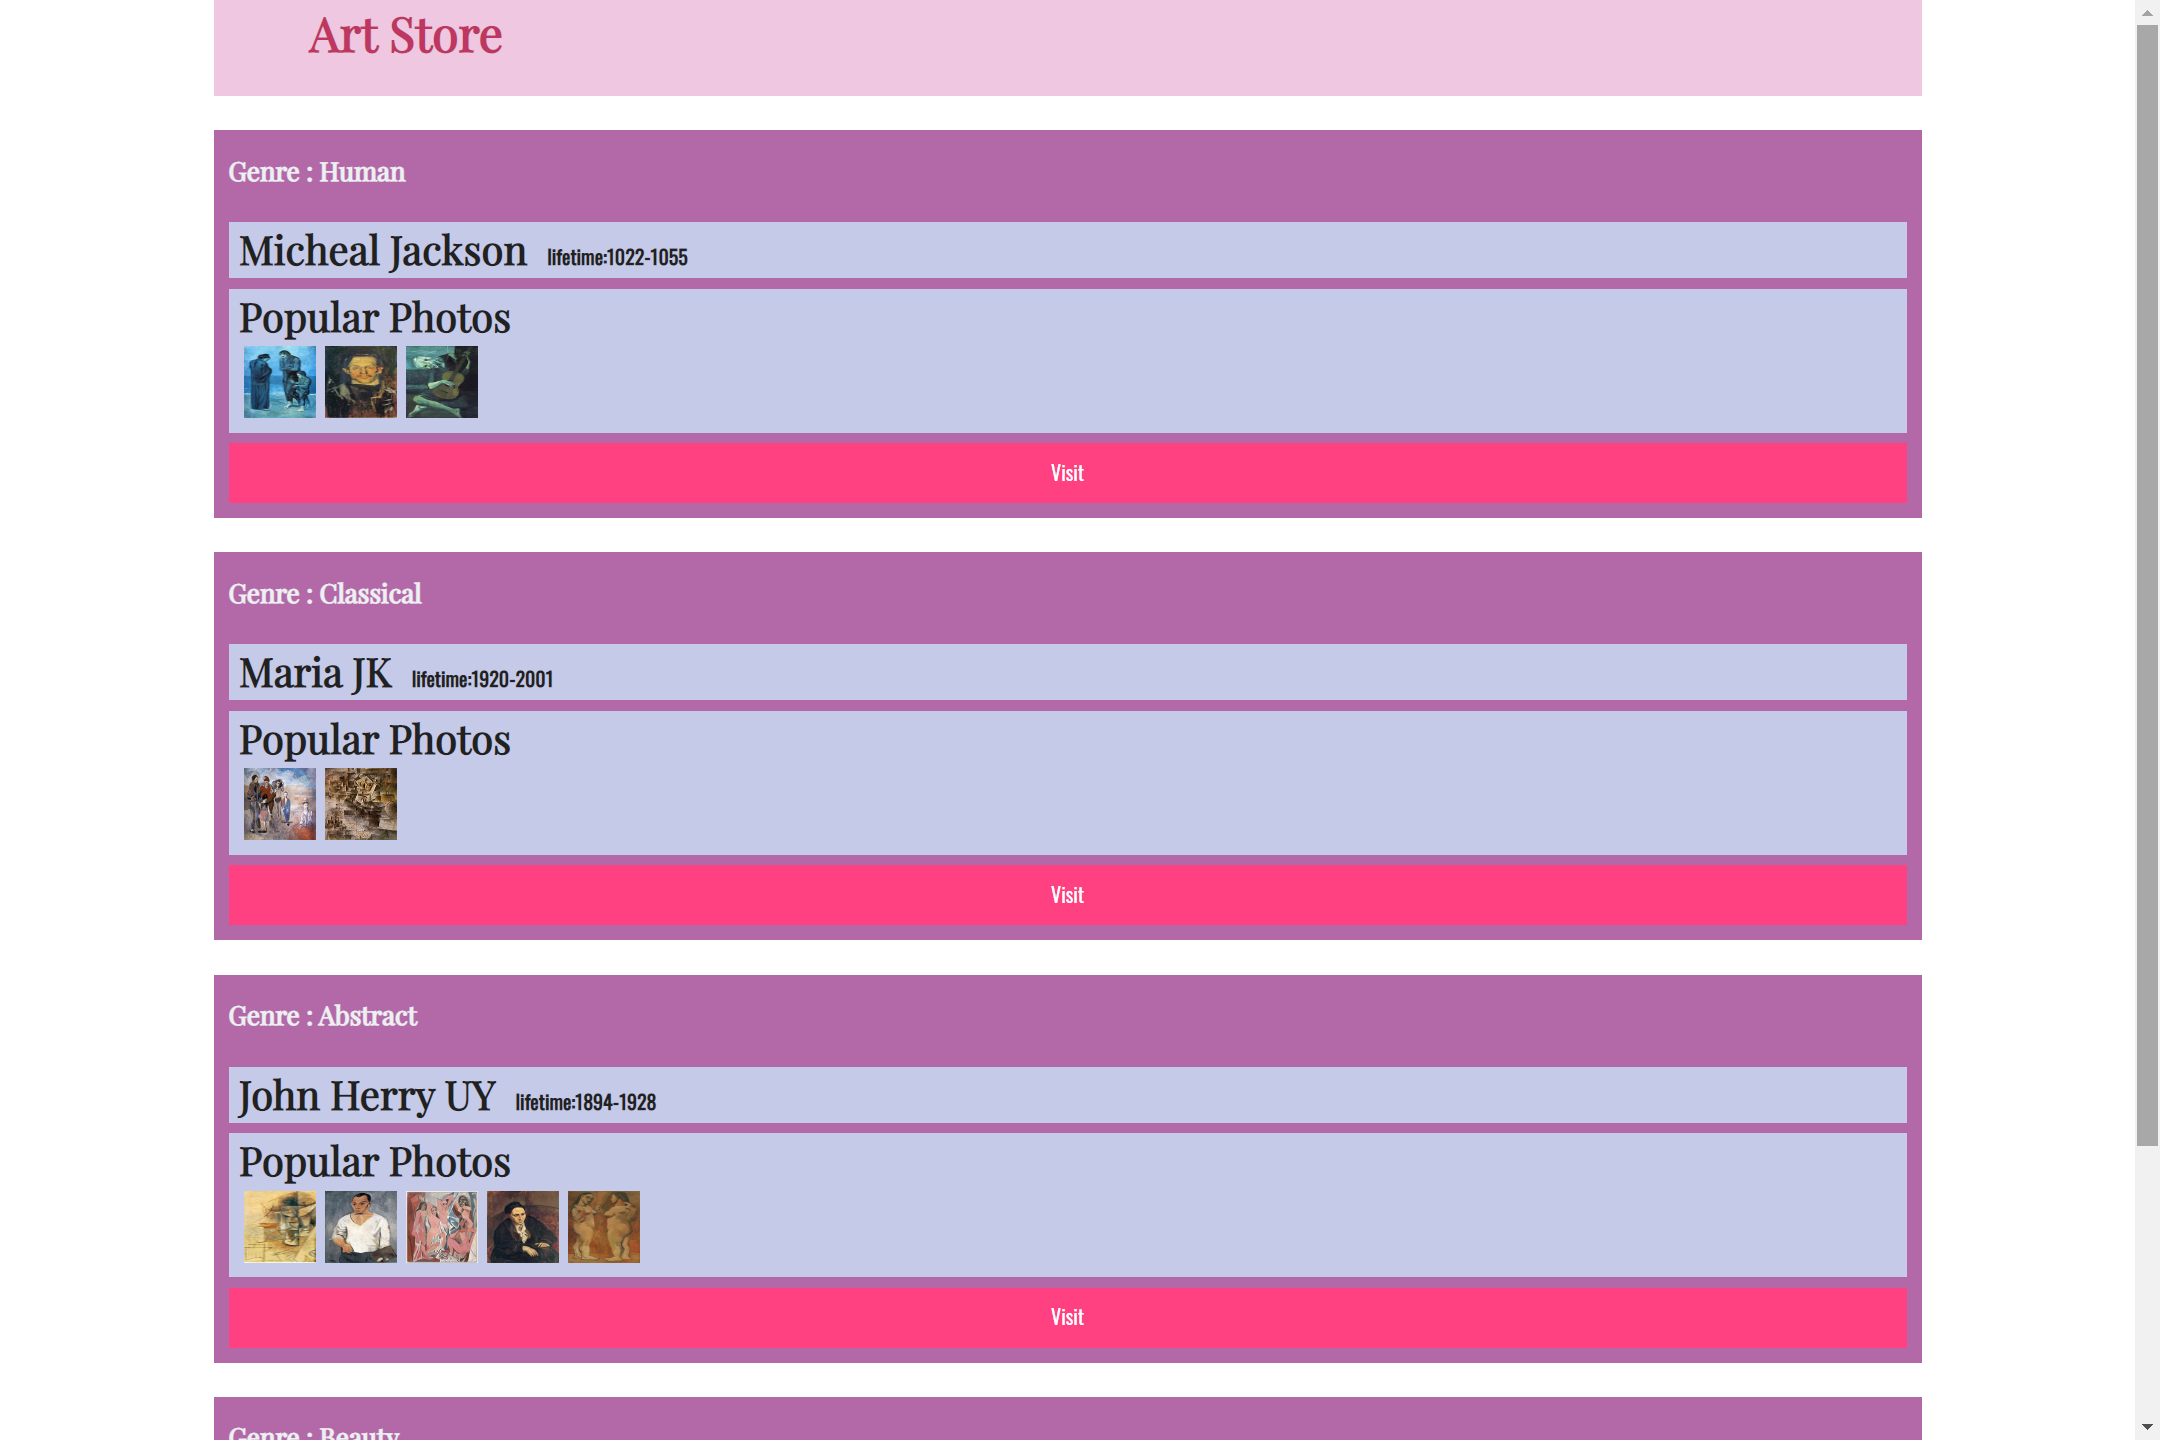 Art Store
Genre : Human
Micheal Jackson lifetime:1022-1055
Popular Photos
Visit
Genre : Classical
Maria JK lifetime:1920-2001
Popular Photos
Visit
Genre : Abstract
John Herry UY lifetime:1894-1928
Popular Photos
Visit
Genre : Beauty